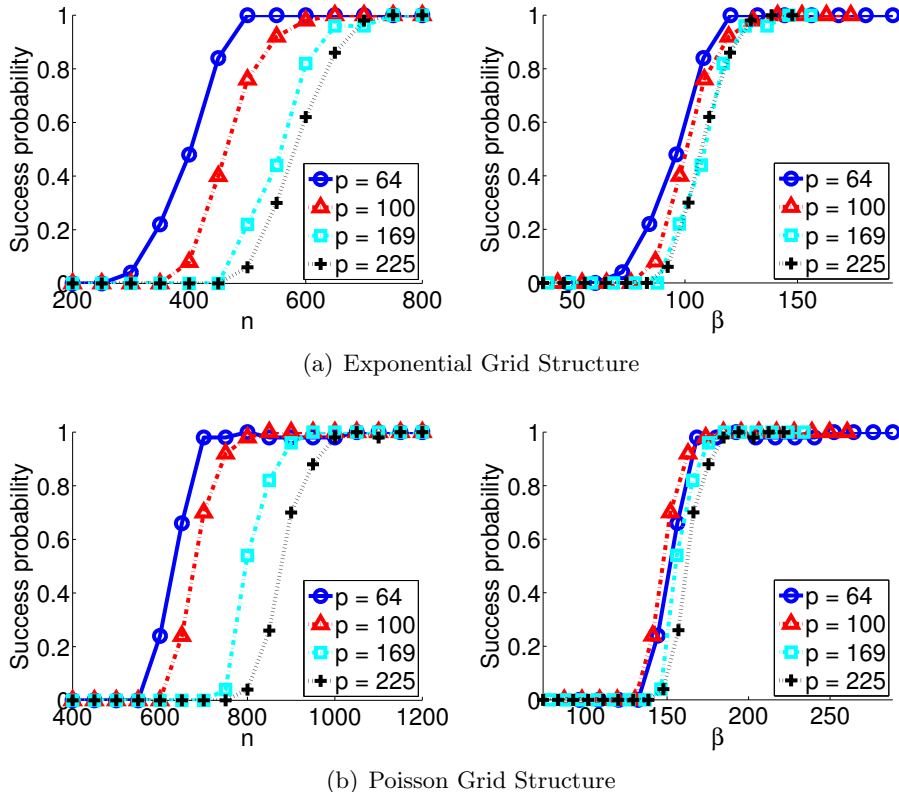 Success probability
1
0.8
0.6
0.4
0.2
0
200 400 600 800
n
p = 64
p = 100
p = 169
p = 225
Success probability
1
0.8
0.6
0.4
0.2
0
50 100 150
β
p = 64
p = 100
p = 169
p = 225
(a) Exponential Grid Structure
Success probability
1
0.8
0.6
0.4
0.2
0
400 600 800 1000 1200
n
p = 64
p = 100
p = 169
p = 225
Success probability
1
0.8
0.6
0.4
0.2
0
100 150 200 250
β
p = 64
p = 100
p = 169
p = 225
(b) Poisson Grid Structure